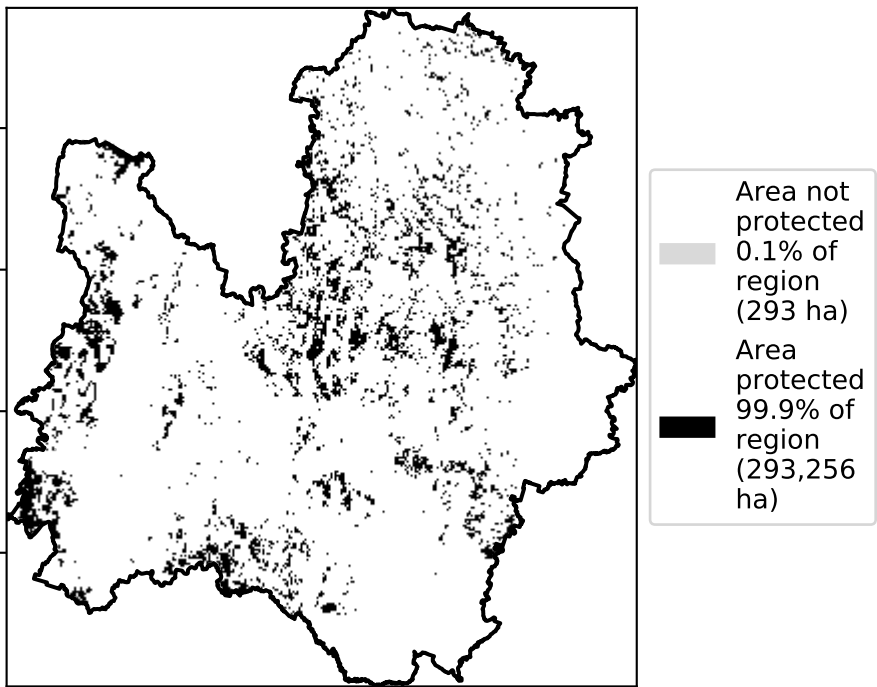 Area not
protected
0.1% of
region
(293 ha)
Area
protected
99.9% of
region
(293,256
ha)